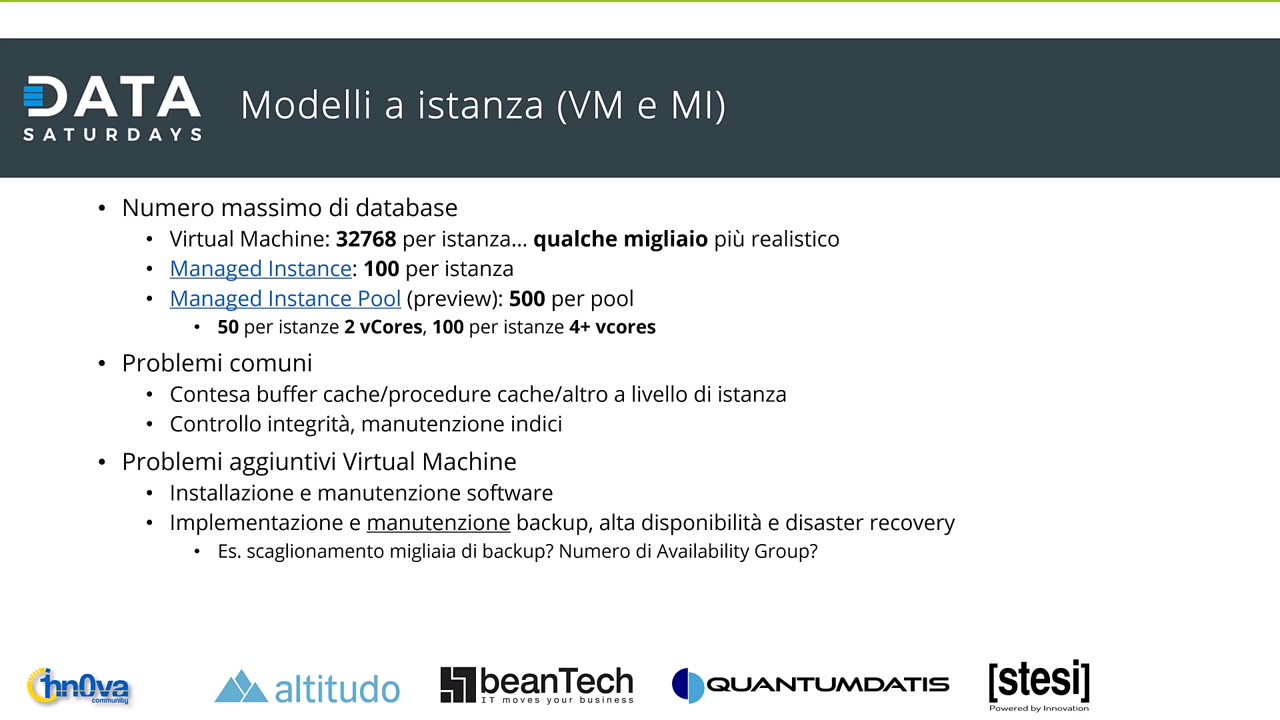 DATA
SATURDAYS
Modelli a istanza (VM e MI)
• Numero massimo di database
• Virtual Machine: 32768 per istanza... qualche migliaio più realistico
• Managed Instance: 100 per istanza
• Managed Instance Pool (preview): 500 per pool
• 50 per istanze 2 vCores, 100 per istanze 4+ vcores
• Problemi comuni
• Contesa buffer cache/procedure cache/altro a livello di istanza
• Controllo integrità, manutenzione indici
• Problemi aggiuntivi Virtual Machine
• Installazione e manutenzione software
• Implementazione e manutenzione backup, alta disponibilità e disaster recovery
• Es. scaglionamento migliaia di backup? Numero di Availability Group?
1nn0va
community
altitudo
beanTech
IT moves your business
QUANTUMDATIS
[stesi]
Powered by Innovation